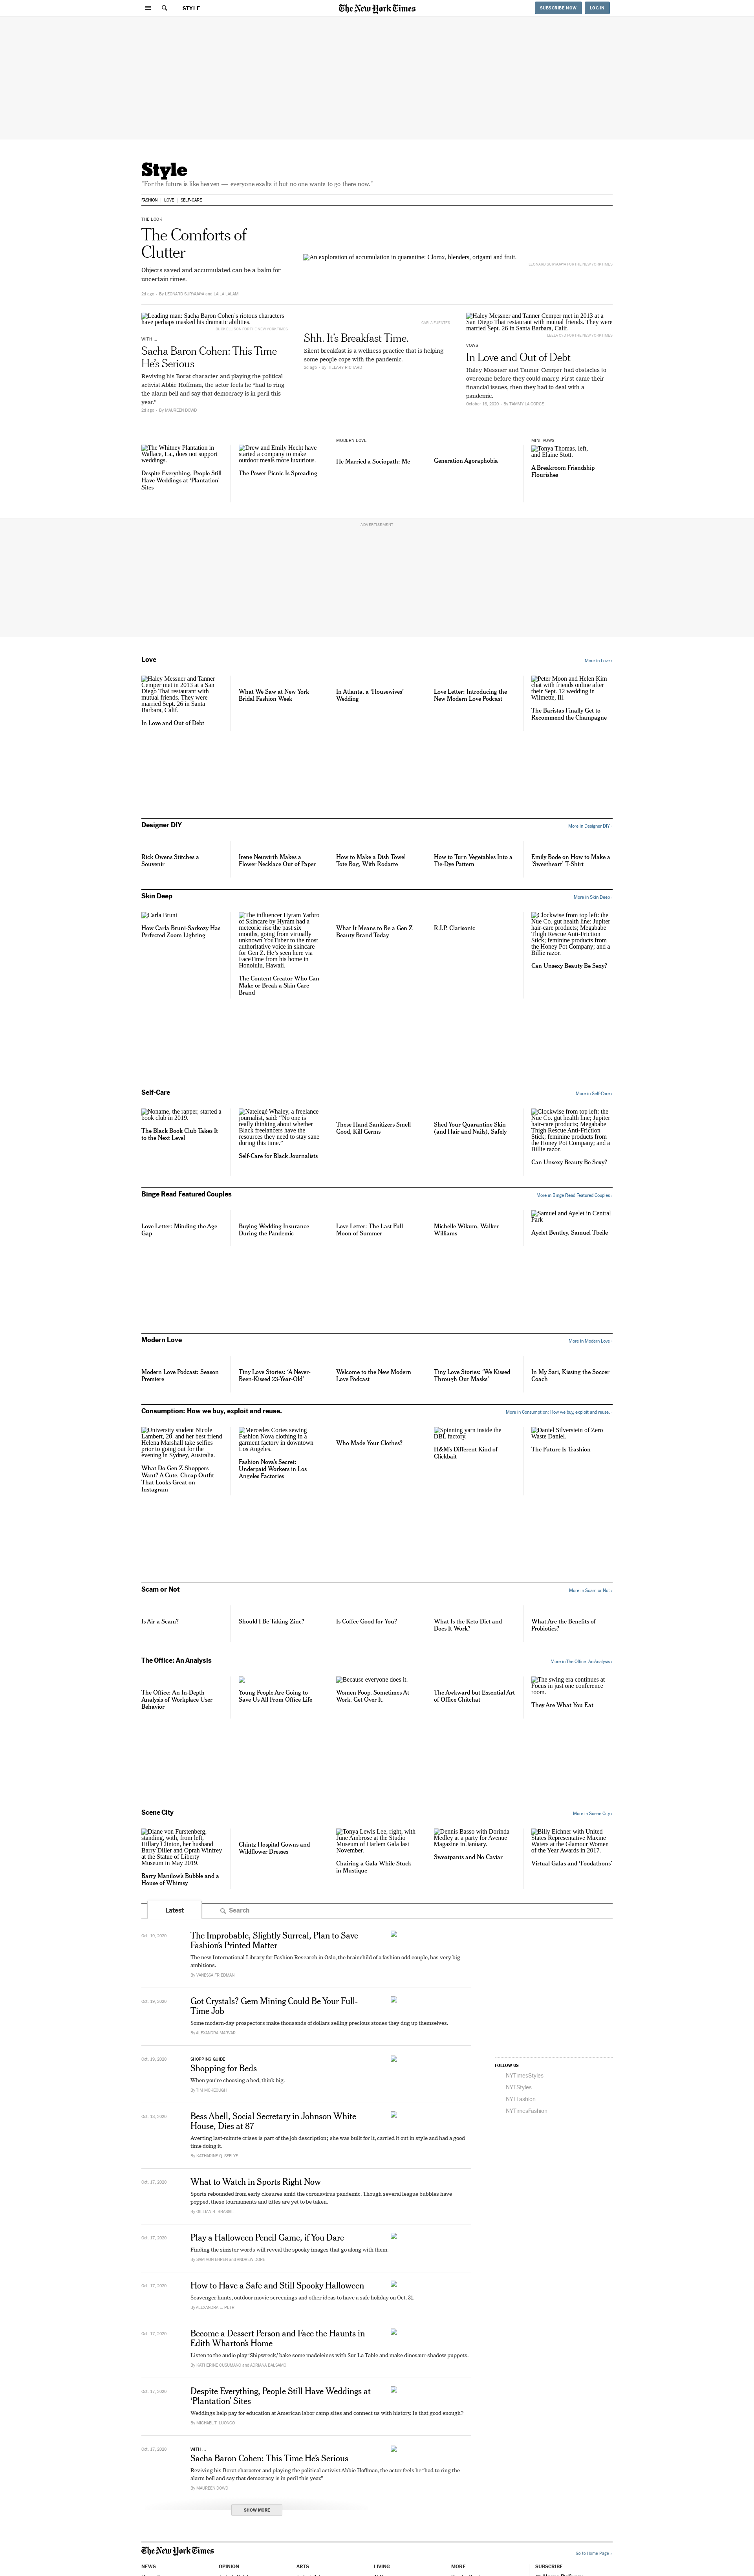 STYLE
The New York Times
SUBSCRIBE NOW
LOG IN
Style
"For the future is like heaven — everyone exalts it but no one wants to go there now."
FASHION
LOVE
SELF-CARE
THE LOOK
The Comforts of
Clutter
Objects saved and accumulated can be a balm for
uncertain times.
2d ago
An exploration of accumulation in quarantine: Clorox, blenders, origami and fruit.
Leading man: Sacha Baron Cohen's riotous characters
have perhaps masked his dramatic abilities.
WITH ...
Sacha Baron Cohen: This Time
He's Serious
Reviving his Borat character and playing the political
activist Abbie Hoffman, the actor feels he "had to ring
the alarm bell and say that democracy is in peril this
year."
2d ago · By MAUREEN DOWD
Shh. It's Breakfast Time.
Silent breakfast is a wellness practice that is helping
some people cope with the pandemic.
2d ago · By HILLARY RICHARD
Haley Messner and Tanner Cemper met in 2013 at a San
Diego Thai restaurant with mutual friends. They were
married Sept. 26 in Santa Barbara, Calif.
VOWS
In Love and Out of Debt
Haley Messner and Tanner Cemper had obstacles to
overcome before they could marry. First came their
financial issues, then they had to deal with a
pandemic.
October 16, 2020 · By TAMMY LA GORCE
The Whitney Plantation in
Wallace, La., does not support
weddings.
Despite Everything, People Still
Have Weddings at 'Plantation'
Sites
Drew and Emily Hecht have
started a company to make
outdoor meals more luxurious.
The Power Picnic Is Spreading
MODERN LOVE
He Married a Sociopath: Me
Generation Agoraphobia
MINI-VOWS
Tonya Thomas, left,
and Elaine Stott.
A Breakroom Friendship
Flourishes
ADVERTISEMENT
Love
More in Love ›
Haley Messner and Tanner
Cemper met in 2013 at a San
Diego Thai restaurant with
mutual friends. They were
married Sept. 26 in Santa
Barbara, Calif.
In Love and Out of Debt
What We Saw at New York
Bridal Fashion Week
In Atlanta, a 'Housewives'
Wedding
Love Letter: Introducing the
New Modern Love Podcast
Peter Moon and Helen Kim
chat with friends online after
their Sept. 12 wedding in
Wilmette, Ill.
The Baristas Finally Get to
Recommend the Champagne
Designer DIY
More in Designer DIY ›
Rick Owens Stitches a
Souvenir
Irene Neuwirth Makes a
Flower Necklace Out of Paper
How to Make a Dish Towel
Tote Bag, With Rodarte
How to Turn Vegetables Into a
Tie-Dye Pattern
Emily Bode on How to Make a
'Sweetheart' T-Shirt
Skin Deep
More in Skin Deep ›
Carla Bruni
How Carla Bruni-Sarkozy Has
Perfected Zoom Lighting
The influencer Hyram Yarbro
of Skincare by Hyram had a
meteoric rise the past six
months, going from virtually
unknown YouTuber to the most
authoritative voice in skincare
for Gen Z. He's seen here via
FaceTime from his home in
Honolulu, Hawaii.
The Content Creator Who Can
Make or Break a Skin Care
Brand
What It Means to Be a Gen Z
Beauty Brand Today
R.I.P. Clarisonic
Clockwise from top left: the
Nue Co. gut health line; Jupiter
hair-care products; Megababe
Thigh Rescue Anti-Friction
Stick; feminine products from
the Honey Pot Company; and a
Billie razor.
Can Unsexy Beauty Be Sexy?
Self-Care
More in Self-Care ›
Noname, the rapper, started a
book club in 2019.
The Black Book Club Takes It
to the Next Level
Natelegé Whaley, a freelance
journalist, said: "No one is
really thinking about whether
Black freelancers have the
resources they need to stay sane
during this time."
Self-Care for Black Journalists
These Hand Sanitizers Smell
Good, Kill Germs
Shed Your Quarantine Skin
(and Hair and Nails), Safely
Clockwise from top left: the
Nue Co. gut health line; Jupiter
hair-care products; Megababe
Thigh Rescue Anti-Friction
Stick; feminine products from
the Honey Pot Company; and a
Billie razor.
Can Unsexy Beauty Be Sexy?
Binge Read Featured Couples
More in Binge Read Featured Couples ›
Love Letter: Minding the Age
Gap
Buying Wedding Insurance
During the Pandemic
Love Letter: The Last Full
Moon of Summer
Michelle Wikum, Walker
Williams
Samuel and Ayelet in Central
Park
Ayelet Bentley, Samuel Tbeile
Modern Love
More in Modern Love ›
Modern Love Podcast: Season
Premiere
Tiny Love Stories: 'A Never-
Been-Kissed 23-Year-Old'
Welcome to the New Modern
Love Podcast
Tiny Love Stories: 'We Kissed
Through Our Masks'
In My Sari, Kissing the Soccer
Coach
Consumption: How we buy, exploit and reuse.
More in Consumption: How we buy, exploit and reuse. ›
University student Nicole
Lambert, 20, and her best friend
Helena Marshall take selfies
prior to going out for the
evening in Sydney, Australia.
What Do Gen Z Shoppers
Want? A Cute, Cheap Outfit
That Looks Great on
Instagram
Mercedes Cortes sewing
Fashion Nova clothing in a
garment factory in downtown
Los Angeles.
Fashion Nova's Secret:
Underpaid Workers in Los
Angeles Factories
Who Made Your Clothes?
Spinning yarn inside the
DBL factory.
H&M's Different Kind of
Clickbait
Daniel Silverstein of Zero
Waste Daniel.
The Future Is Trashion
Scam or Not
More in Scam or Not ›
Is Air a Scam?
Should I Be Taking Zinc?
Is Coffee Good for You?
What Is the Keto Diet and
Does It Work?
What Are the Benefits of
Probiotics?
The Office: An Analysis
More in The Office: An Analysis ›
The Office: An In-Depth
Analysis of Workplace User
Behavior
Young People Are Going to
Save Us All From Office Life
Because everyone does it.
Women Poop. Sometimes At
Work. Get Over It.
The Awkward but Essential Art
of Office Chitchat
The swing era continues at
Focus in just one conference
room.
They Are What You Eat
Scene City
More in Scene City ›
Diane von Furstenberg,
standing, with, from left,
Hillary Clinton, her husband
Barry Diller and Oprah Winfrey
at the Statue of Liberty
Museum in May 2019.
Barry Manilow's Bubble and a
House of Whimsy
Chintz Hospital Gowns and
Wildflower Dresses
Tonya Lewis Lee, right, with
June Ambrose at the Studio
Museum of Harlem Gala last
November.
Chairing a Gala While Stuck
in Mustique
Dennis Basso with Dorinda
Medley at a party for Avenue
Magazine in January.
Sweatpants and No Caviar
Billy Eichner with United
States Representative Maxine
Waters at the Glamour Women
of the Year Awards in 2017.
Virtual Galas and 'Foodathons'
Latest
Search
Oct. 19, 2020
The Improbable, Slightly Surreal, Plan to Save
Fashion's Printed Matter
The new International Library for Fashion Research in Oslo, the brainchild of a fashion odd couple, has very big
ambitions.
By VANESSA FRIEDMAN
Got Crystals? Gem Mining Could Be Your Full-
Time Job
Some modern-day prospectors make thousands of dollars selling precious stones they dug up themselves.
By ALEXANDRA MARVAR
SHOPPING GUIDE
Shopping for Beds
When you're choosing a bed, think big.
By TIM MCKEOUGH
Bess Abell, Social Secretary in Johnson White
House, Dies at 87
Averting last-minute crises is part of the job description; she was built for it, carried it out in style and had a good
time doing it.
By KATHARINE Q. SEELYE
Oct. 17, 2020
What to Watch in Sports Right Now
Sports rebounded from early closures amid the coronavirus pandemic. Though several league bubbles have
popped, these tournaments and titles are yet to be taken.
By GILLIAN R. BRASSIL
Oct. 17, 2020
Play a Halloween Pencil Game, if You Dare
Finding the sinister words will reveal the spooky images that go along with them.
Oct. 17, 2020
How to Have a Safe and Still Spooky Halloween
Scavenger hunts, outdoor movie screenings and other ideas to have a safe holiday on Oct. 31.
By ALEXANDRA E. PETRI
Oct. 17, 2020
Become a Dessert Person and Face the Haunts in
Edith Wharton's Home
Listen to the audio play 'Shipwreck,' bake some madeleines with Sur La Table and make dinosaur-shadow puppets.
By KATHERINE CUSUMANO and ADRIANA BALSAMO
Oct. 17, 2020
Despite Everything, People Still Have Weddings at
'Plantation' Sites
Weddings help pay for education at American labor camp sites and connect us with history. Is that good enough?
By MICHAEL T. LUONGO
Oct. 17, 2020
WITH ...
Sacha Baron Cohen: This Time He's Serious
Reviving his Borat character and playing the political activist Abbie Hoffman, the actor feels he "had to ring the
alarm bell and say that democracy is in peril this year."
By MAUREEN DOWD
SHOW MORE
FOLLOW US
NYTimesStyles
NYTStyles
NYTFashion
NYTimesFashion
The New York Times
Go to Home Page »
NEWS
OPINION
ARTS
LIVING
MORE
SUBSCRIBE